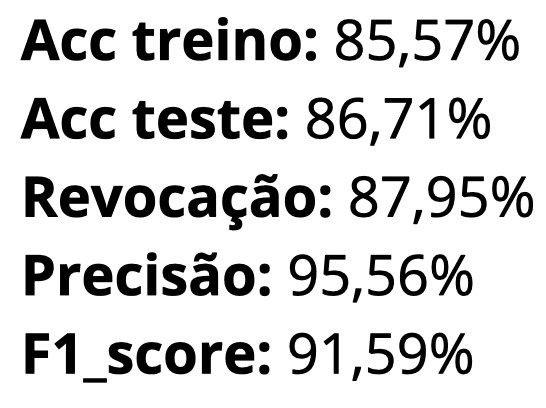 Acc treino: 85,57%
Acc teste: 86,71%
Revocação: 87,95%
Precisão: 95,56%
F1_score: 91,59%